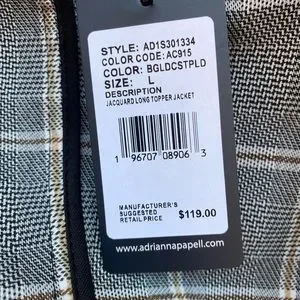 STYLE: AD1S301334
COLOR CODE: AC915
COLOR: BGLDCSTPLD
SIZE: L
DESCRIPTION
JACQUARD LONG TOPPER JACKET
1 96707 08906 3
MANUFACTURER'S
SUGGESTED
RETAIL PRICE
$119.00
www.adriannapapell.com